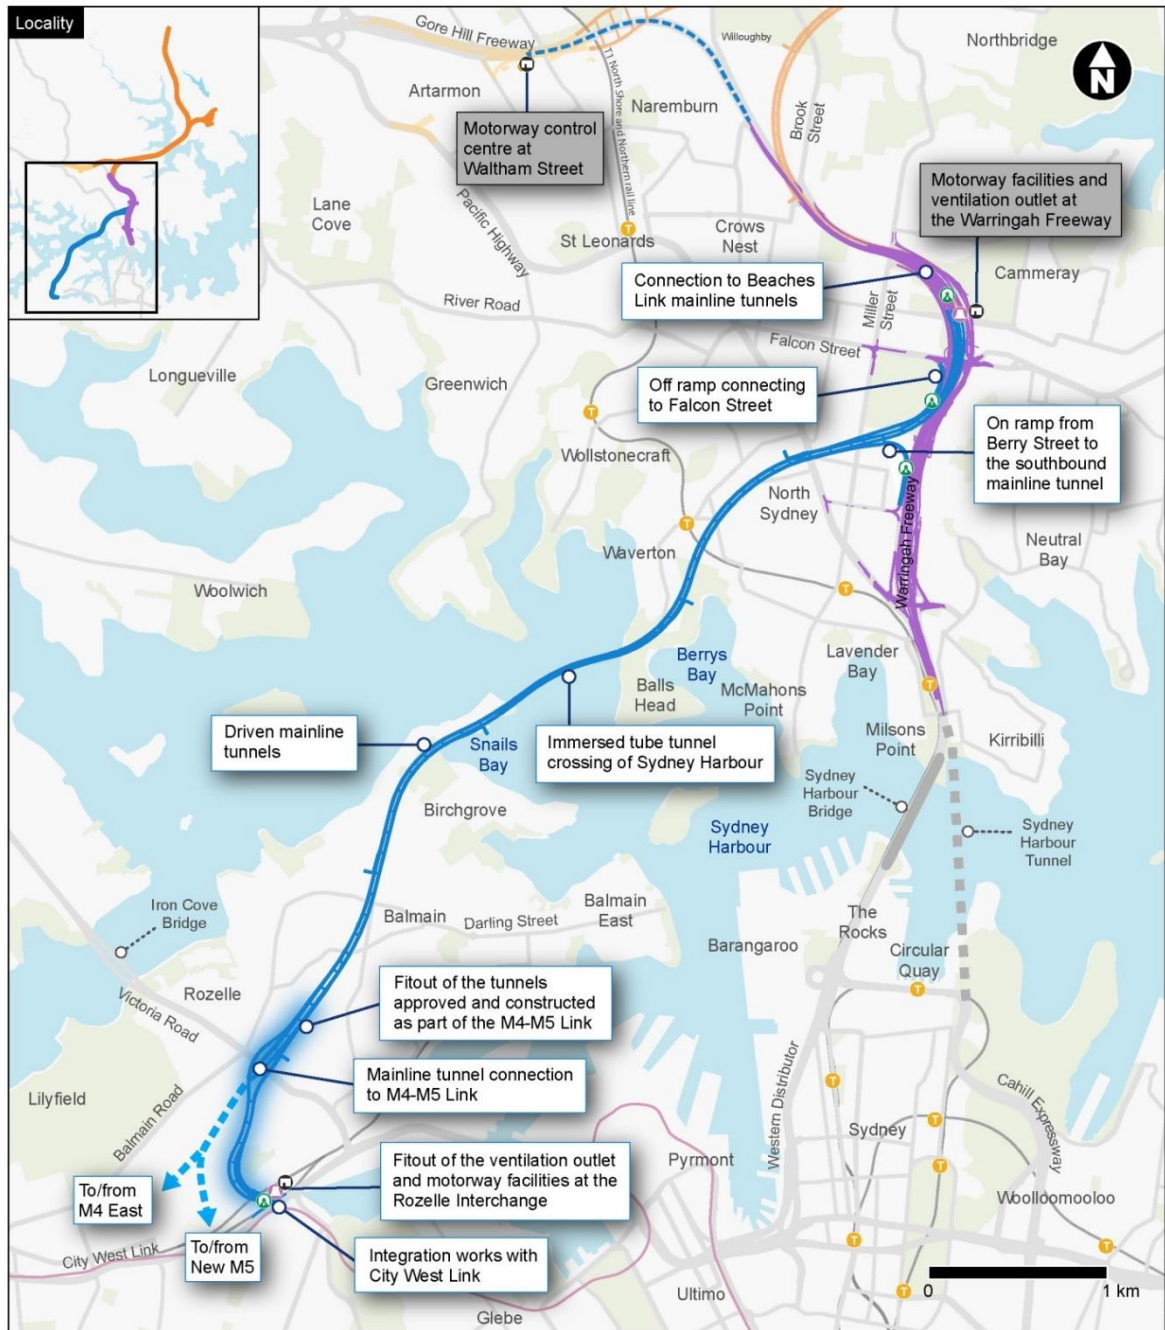 Locality
Gore Hill Freeway
Willoughby
Northbridge
N
Artarmon
T1 North Shore and Northern rail line
Naremburn
Brook
Street
Motorway control
centre at
Waltham Street
Motorway facilities and
ventilation outlet at
the Warringah Freeway
Lane
Cove
Pacific Highway
T
St Leonards
Crows
Nest
Connection to Beaches
Link mainline tunnels
Cammeray
River Road
Miller
Street
Falcon Street
Longueville
Greenwich
Off ramp connecting
to Falcon Street
T
On ramp from
Berry Street to
the southbound
mainline tunnel
Wollstonecraft
North
Sydney
Warringah Freeway
T
Waverton
Neutral
Bay
Woolwich
T
Berrys
Bay
Lavender
Bay
Balls
Head
McMahons
Point
T
Driven mainline
tunnels
Snails
Bay
Immersed tube tunnel
crossing of Sydney Harbour
Milsons
Point
Kirribilli
Sydney
Harbour
Bridge
Birchgrove
Sydney
Harbour
Sydney
Harbour
Tunnel
Iron Cove
Bridge
Balmain
Darling Street
Balmain
East
The
Rocks
Barangaroo
Circular
Quay
T
Victoria Road
Rozelle
Fitout of the tunnels
approved and constructed
as part of the M4-M5 Link
Mainline tunnel connection
to M4-M5 Link
Lilyfield
Balmain Road
Western Distributor
T
Cahill Expressway
Sydney
T
T
Pyrmont
Fitout of the ventilation outlet
and motorway facilities at the
Rozelle Interchange
To/from
M4 East
Woolloomooloo
City West Link
To/from
New M5
Integration works with
City West Link
T
T
Ultimo
T
Glebe
0
1 km